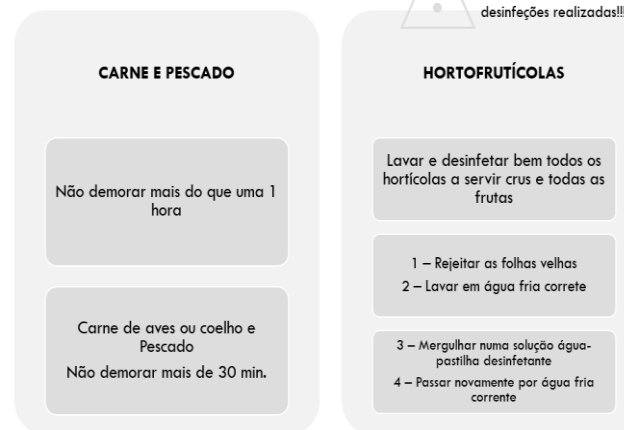 desinfeções realizadas!!!
CARNE E PESCADO
Não demorar mais do que uma 1
hora
Carne de aves ou coelho e
Pescado
Não demorar mais de 30 min.
HORTOFRUTÍCOLAS
Lavar e desinfetar bem todos os
hortícolas a servir crus e todas as
frutas
1 – Rejeitar as folhas velhas
2 – Lavar em água fria correte
3 – Mergulhar numa solução água-
pastilha desinfetante
4 – Passar novamente por água fria
corrente